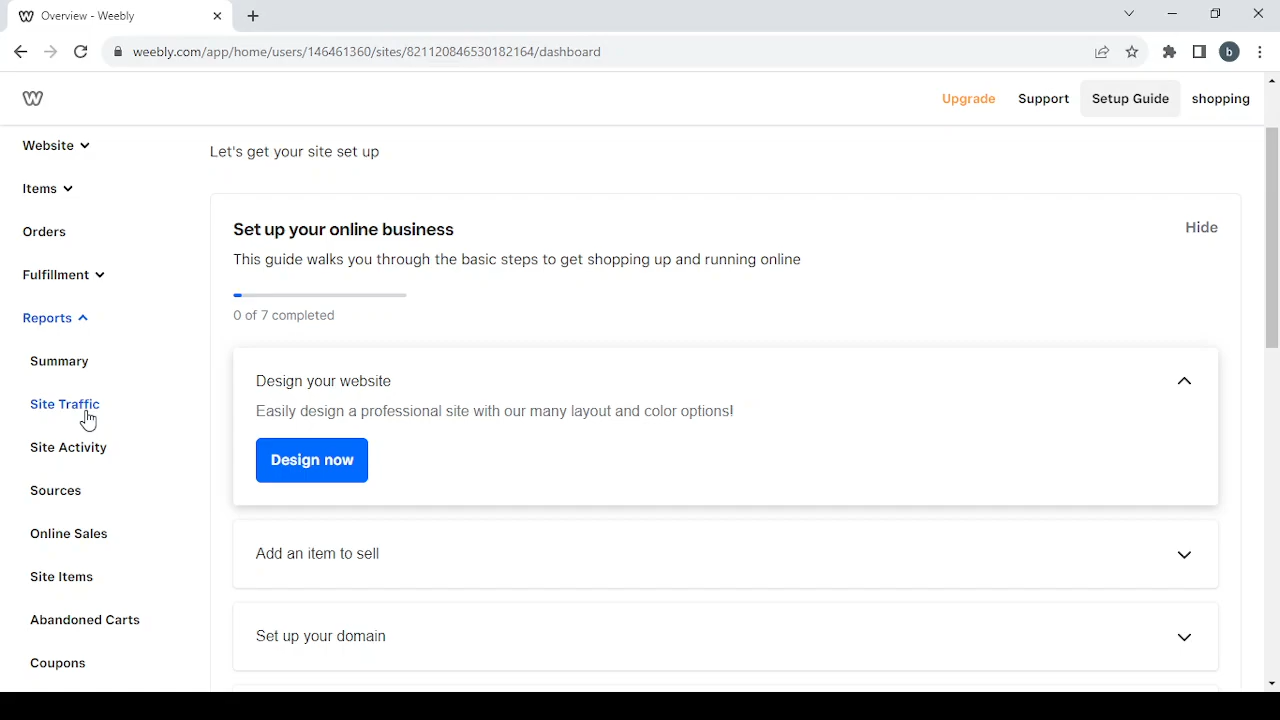 Overview - Weebly
weebly.com/app/home/users/146461360/sites/821120846530182164/dashboard
b
Upgrade
Support
Setup Guide
shopping
Website
Items
Orders
Fulfillment
Reports
Summary
Site Traffic
Site Activity
Sources
Online Sales
Site Items
Abandoned Carts
Coupons
Let's get your site set up
Set up your online business
Hide
This guide walks you through the basic steps to get shopping up and running online
0 of 7 completed
Design your website
Easily design a professional site with our many layout and color options!
Design now
Add an item to sell
Set up your domain